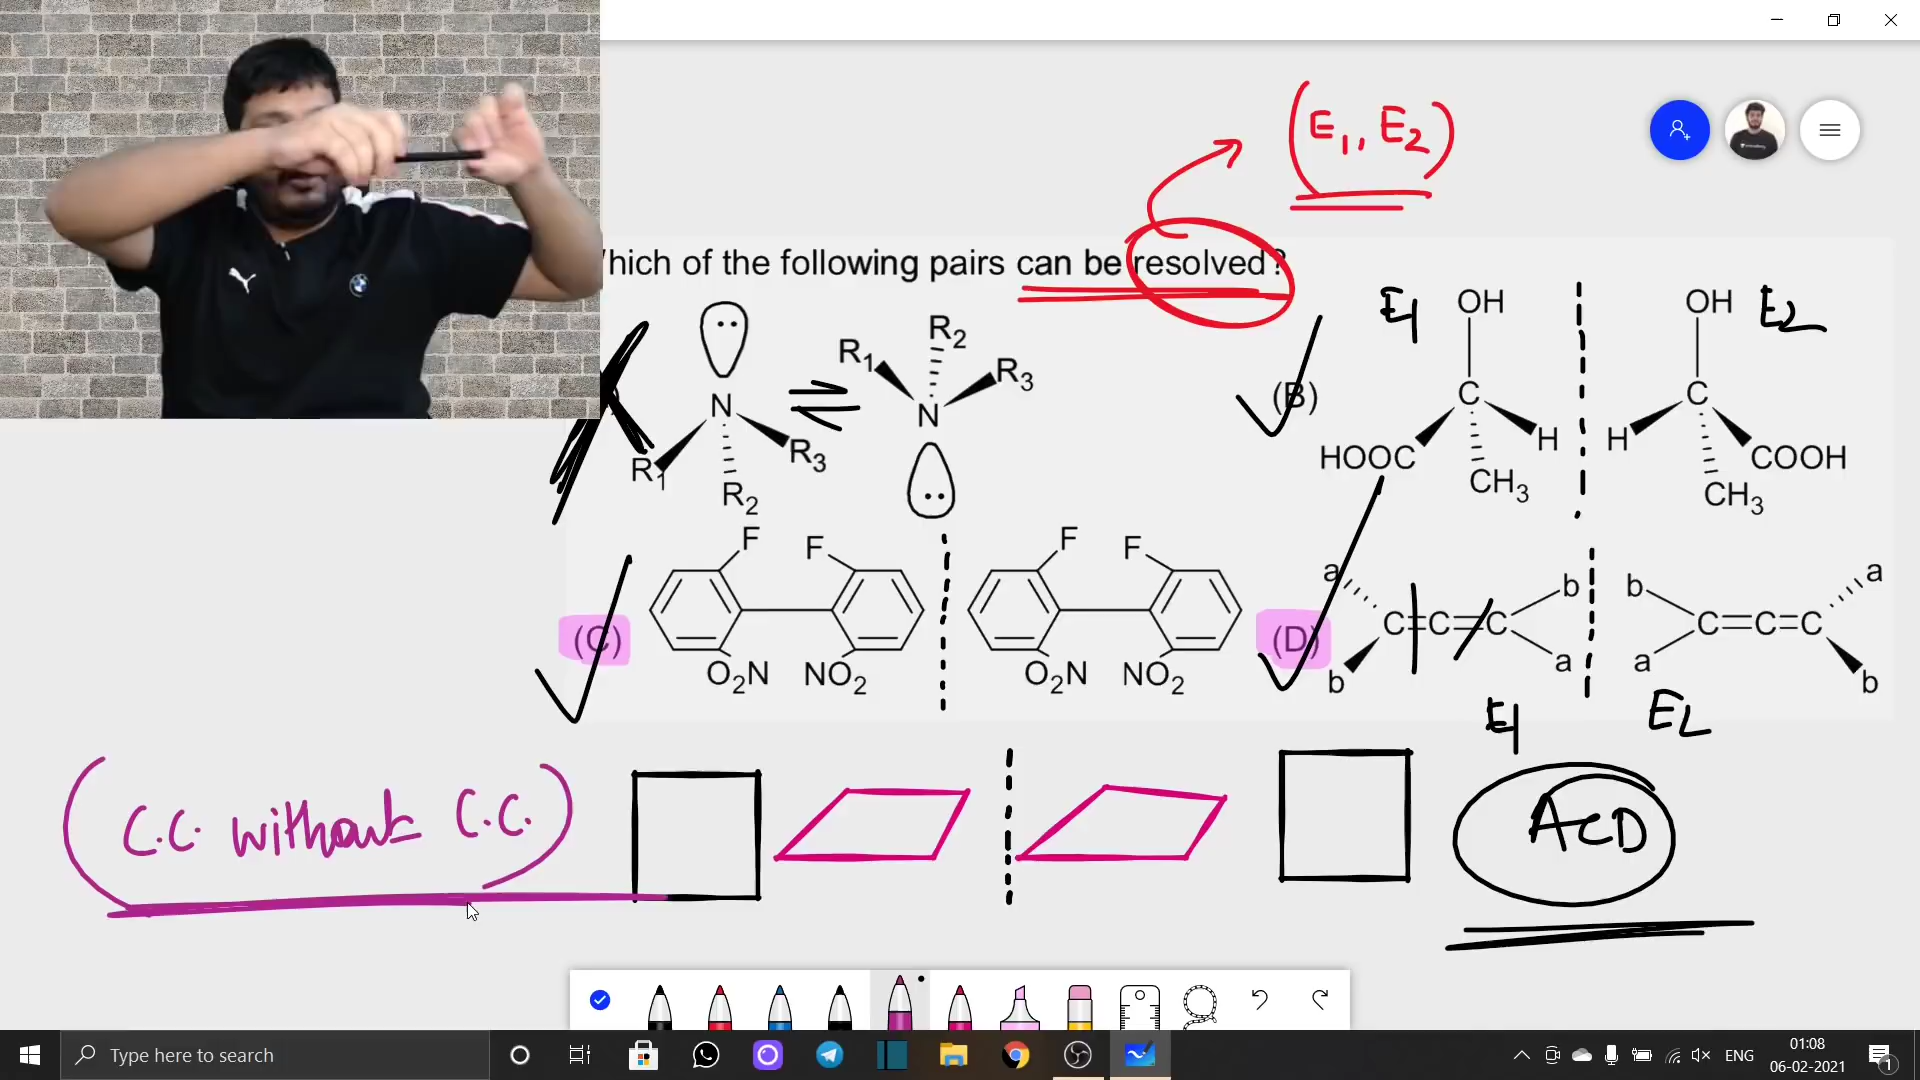 (E1, E2)
hich of the following pairs can be resolved?
R1 N R2 R3
R1 R2 R3 N
(B)
E1 OH C HOOC H CH3
OH E2 C H COOH CH3
(C)
F F O2N NO2
F F O2N NO2
(D)
a b C=C=C b a
b a C=C=C a b
E1 E2
(C.C. without C.C.)
ACD
Type here to search
ENG
01:08
06-02-2021
1